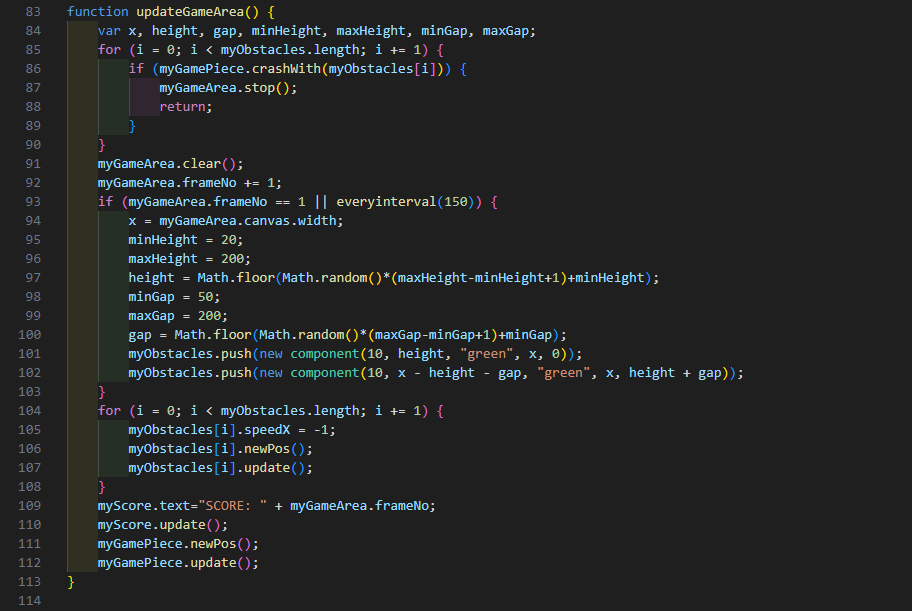 83 function updateGameArea() {
84     var x, height, gap, minHeight, maxHeight, minGap, maxGap;
85     for (i = 0; i < myObstacles.length; i += 1) {
86         if (myGamePiece.crashWith(myObstacles[i])) {
87             myGameArea.stop();
88             return;
89         }
90     }
91     myGameArea.clear();
92     myGameArea.frameNo += 1;
93     if (myGameArea.frameNo == 1 || everyinterval(150)) {
94         x = myGameArea.canvas.width;
95         minHeight = 20;
96         maxHeight = 200;
97         height = Math.floor(Math.random()*(maxHeight-minHeight+1)+minHeight);
98         minGap = 50;
99         maxGap = 200;
100         gap = Math.floor(Math.random()*(maxGap-minGap+1)+minGap);
101         myObstacles.push(new component(10, height, "green", x, 0));
102         myObstacles.push(new component(10, x - height - gap, "green", x, height + gap));
103     }
104     for (i = 0; i < myObstacles.length; i += 1) {
105         myObstacles[i].speedX = -1;
106         myObstacles[i].newPos();
107         myObstacles[i].update();
108     }
109     myScore.text="SCORE: " + myGameArea.frameNo;
110     myScore.update();
111     myGamePiece.newPos();
112     myGamePiece.update();
113 }
114